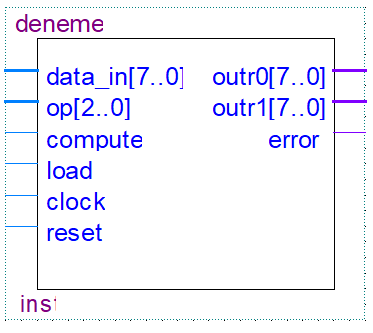 deneme
data_in[7..0] outr0[7..0]
op[2..0] outr1[7..0]
compute error
load
clock
reset
inst